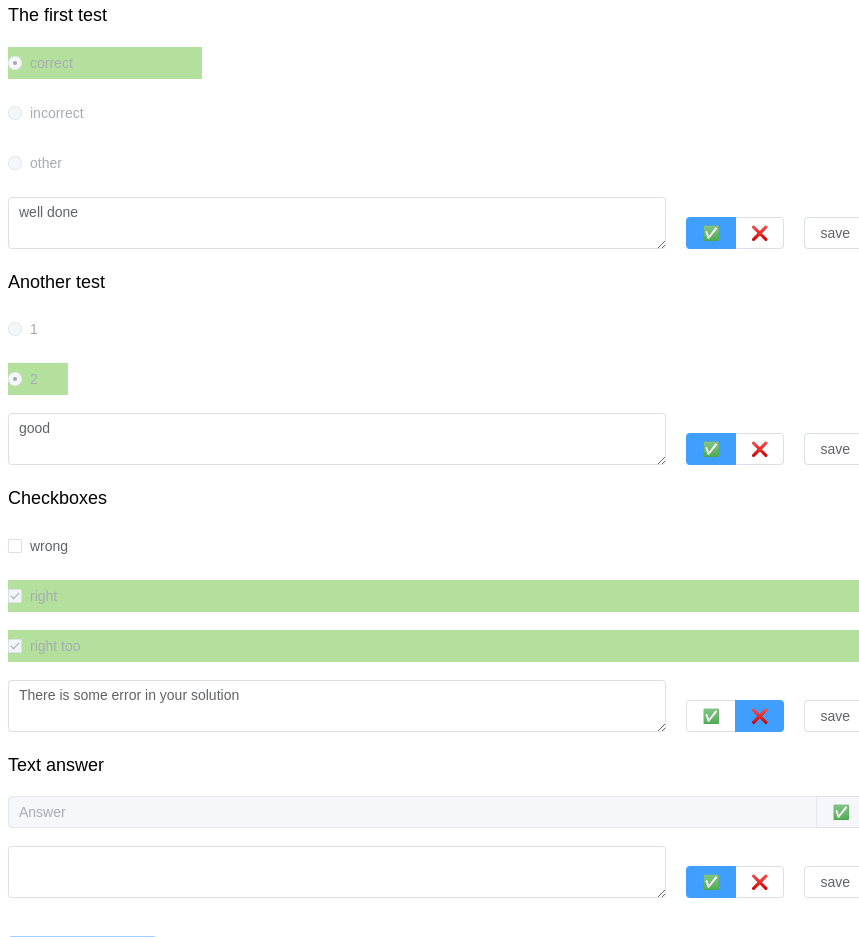 The first test
correct
incorrect
other
well done
✅ ❌ save
Another test
1
2
good
✅ ❌ save
Checkboxes
wrong
right
right too
There is some error in your solution
✅ ❌ save
Text answer
Answer ✅
✅ ❌ save